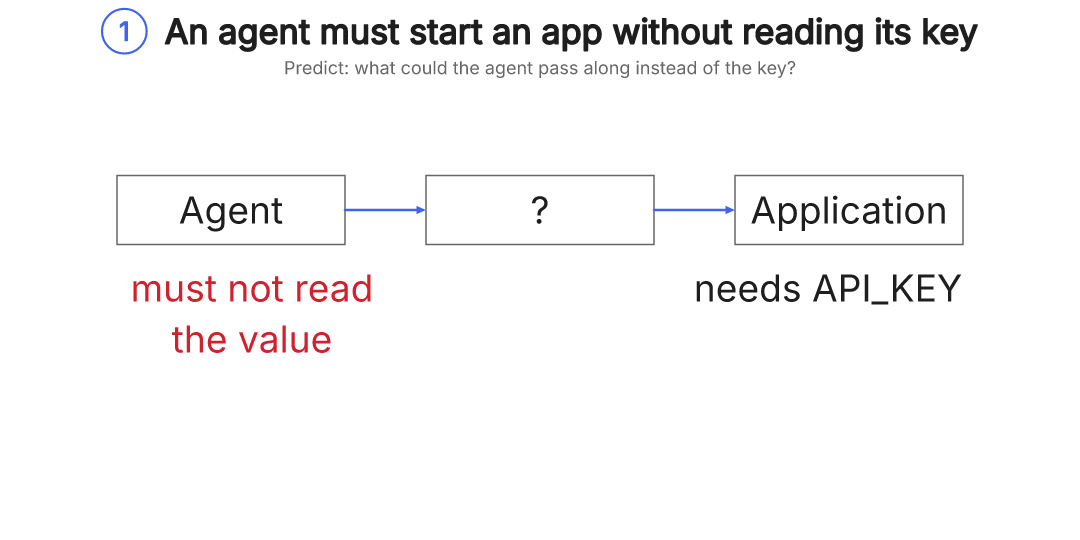 1 An agent must start an app without reading its key
Predict: what could the agent pass along instead of the key?
Agent
?
Application
must not read
the value
needs API_KEY